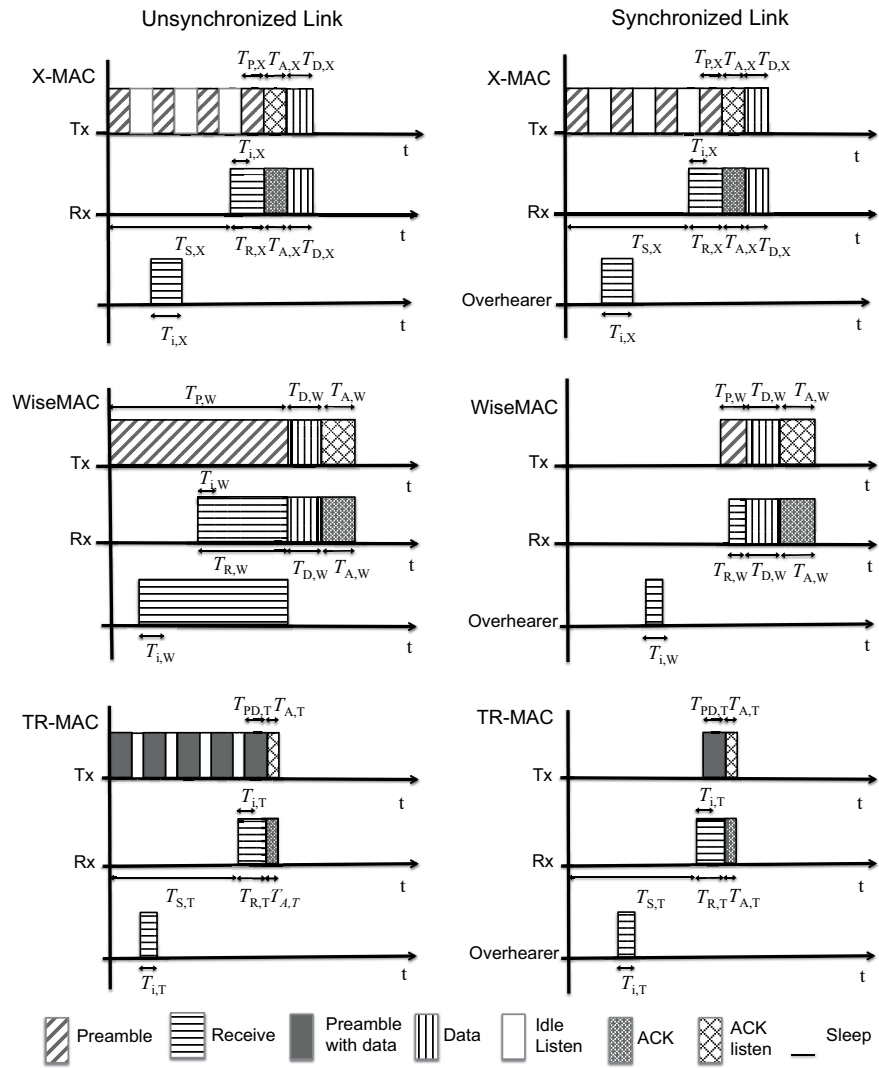 Unsynchronized Link Synchronized Link
X-MAC T_P,X T_A,X T_D,X X-MAC T_P,X T_A,X T_D,X
Tx t Tx t
T_i,X T_i,X
Rx t Rx t
T_S,X T_R,X T_A,X T_D,X T_S,X T_R,X T_A,X T_D,X
Overhearer
T_i,X t T_i,X t
WiseMAC T_P,W T_D,W T_A,W WiseMAC T_P,W T_D,W T_A,W
Tx t Tx t
T_i,W
Rx t Rx t
T_R,W T_D,W T_A,W T_R,W T_D,W T_A,W
Overhearer
T_i,W t T_i,W t
TR-MAC T_PD,T T_A,T TR-MAC T_PD,T T_A,T
Tx t Tx t
T_i,T T_i,T
Rx t Rx t
T_S,T T_R,T T_A,T T_S,T T_R,T T_A,T
Overhearer
T_i,T t T_i,T t
Preamble Receive Preamble with data Data Idle Listen ACK ACK listen Sleep